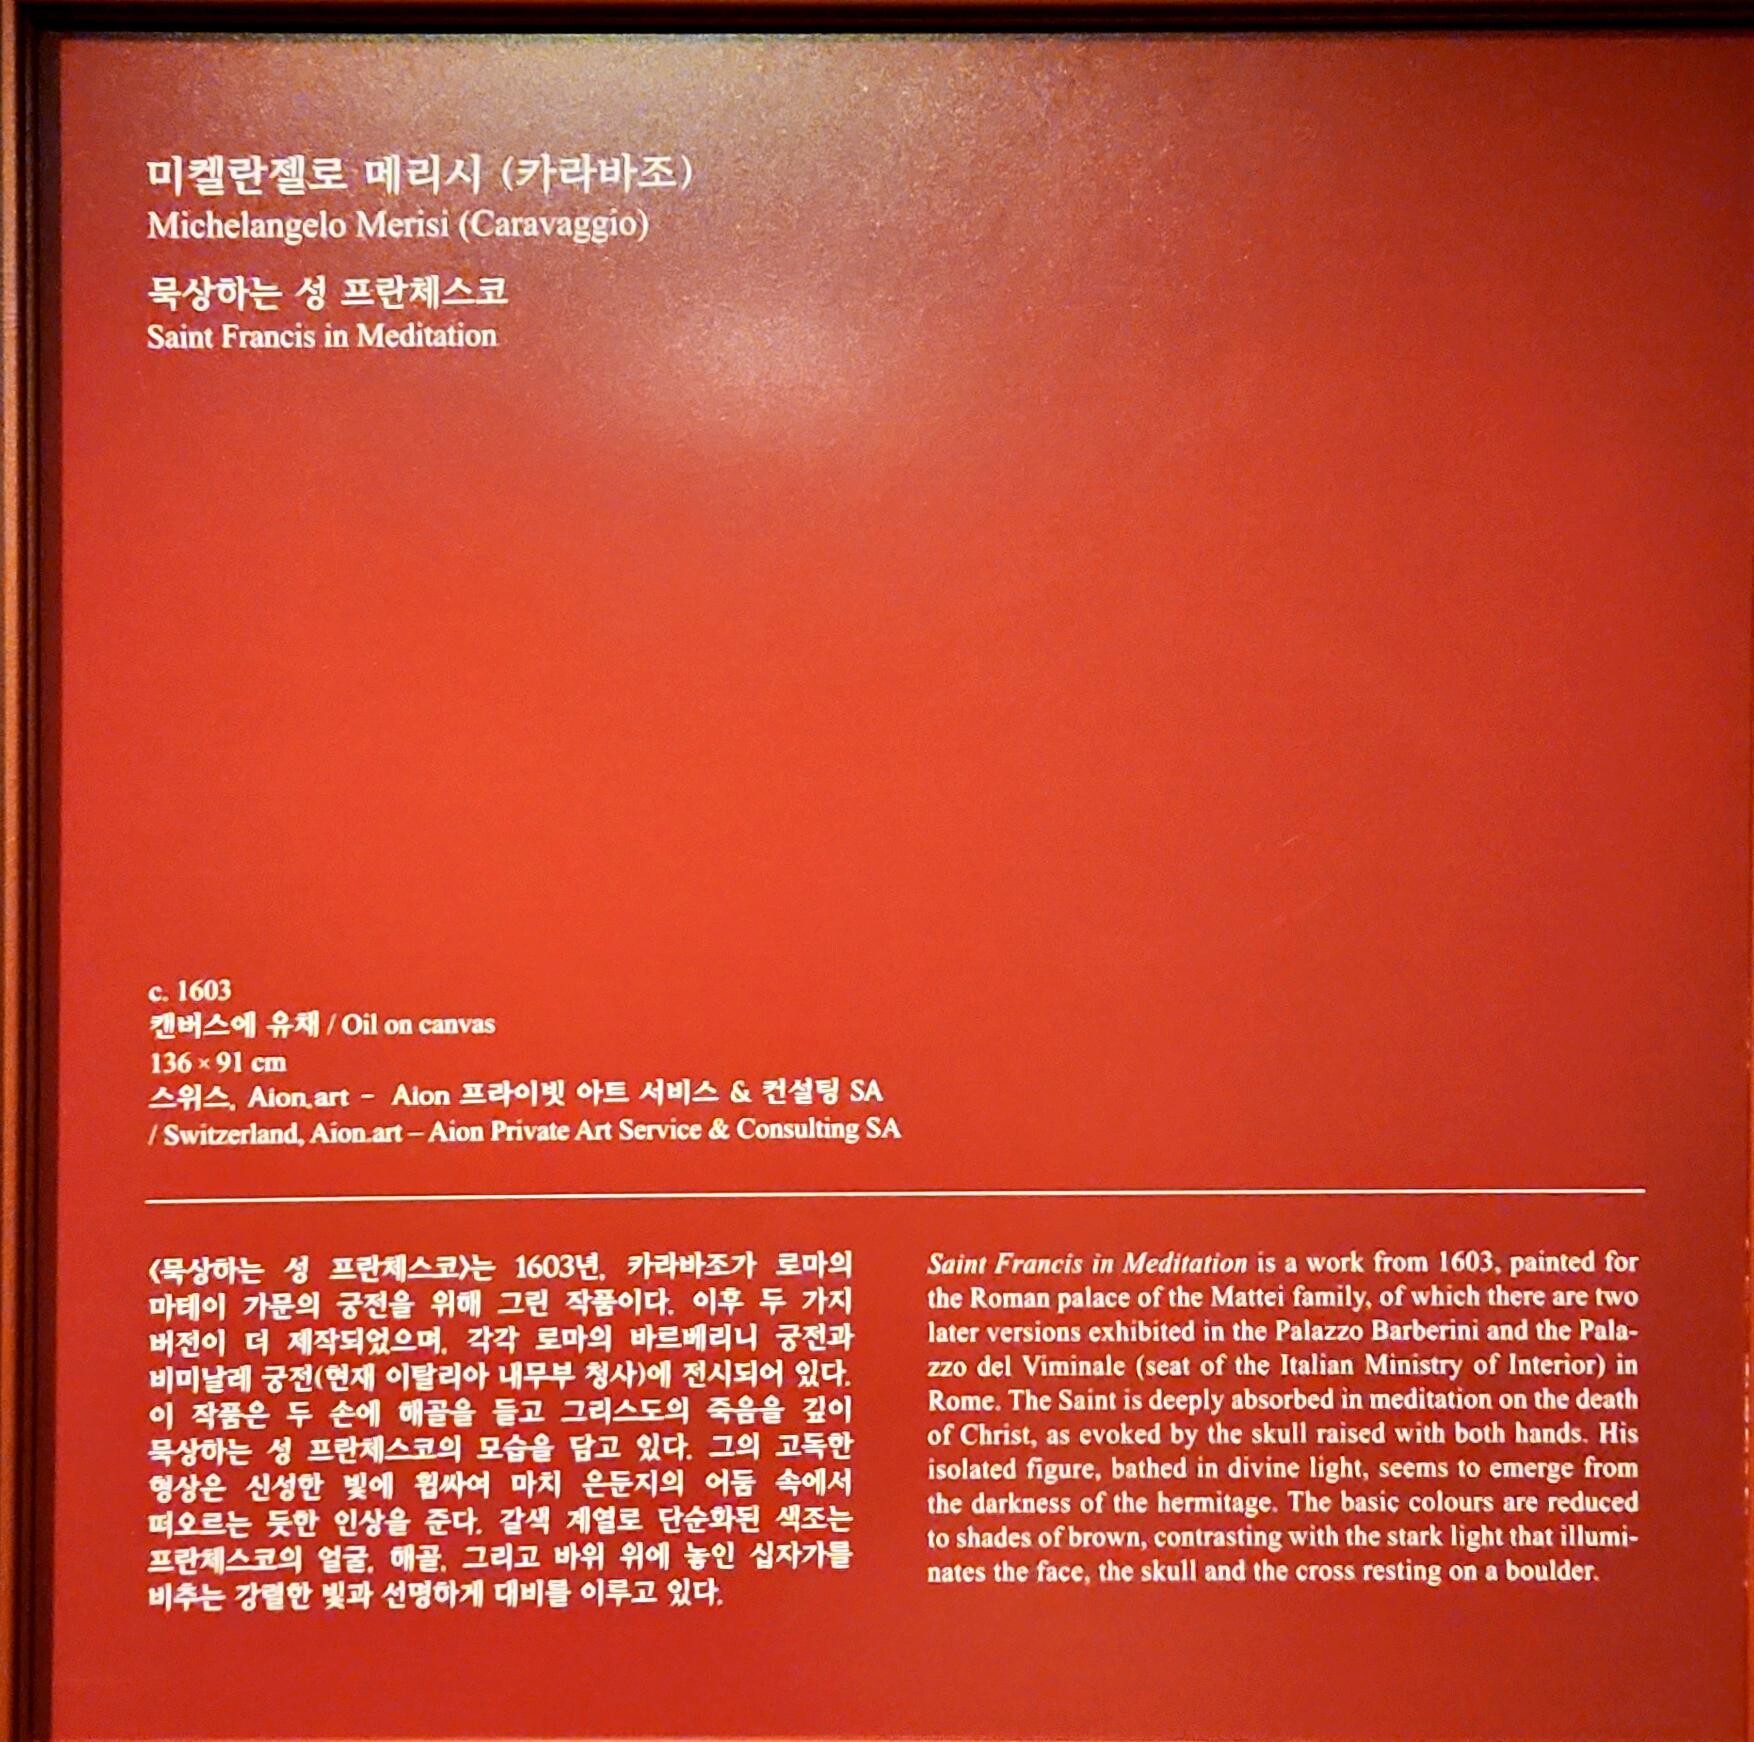 미켈란젤로 메리시 (카라바조)
Michelangelo Merisi (Caravaggio)
묵상하는 성 프란체스코
Saint Francis in Meditation
c. 1603
캔버스에 유채 / Oil on canvas
136 × 91 cm
스위스, Aion.art - Aion 프라이빗 아트 서비스 & 컨설팅 SA
/ Switzerland, Aion.art – Aion Private Art Service & Consulting SA
〈묵상하는 성 프란체스코〉는 1603년, 카라바조가 로마의
마테이 가문의 궁전을 위해 그린 작품이다. 이후 두 가지
버전이 더 제작되었으며, 각각 로마의 바르베리니 궁전과
비미날레 궁전(현재 이탈리아 내무부 청사)에 전시되어 있다.
이 작품은 두 손에 해골을 들고 그리스도의 죽음을 깊이
묵상하는 성 프란체스코의 모습을 담고 있다. 그의 고독한
형상은 신성한 빛에 휩싸여 마치 은둔지의 어둠 속에서
떠오르는 듯한 인상을 준다. 갈색 계열로 단순화된 색조는
프란체스코의 얼굴, 해골, 그리고 바위 위에 놓인 십자가를
비추는 강렬한 빛과 선명하게 대비를 이루고 있다.
Saint Francis in Meditation is a work from 1603, painted for
the Roman palace of the Mattei family, of which there are two
later versions exhibited in the Palazzo Barberini and the Pala-
zzo del Viminale (seat of the Italian Ministry of Interior) in
Rome. The Saint is deeply absorbed in meditation on the death
of Christ, as evoked by the skull raised with both hands. His
isolated figure, bathed in divine light, seems to emerge from
the darkness of the hermitage. The basic colours are reduced
to shades of brown, contrasting with the stark light that illumi-
nates the face, the skull and the cross resting on a boulder.